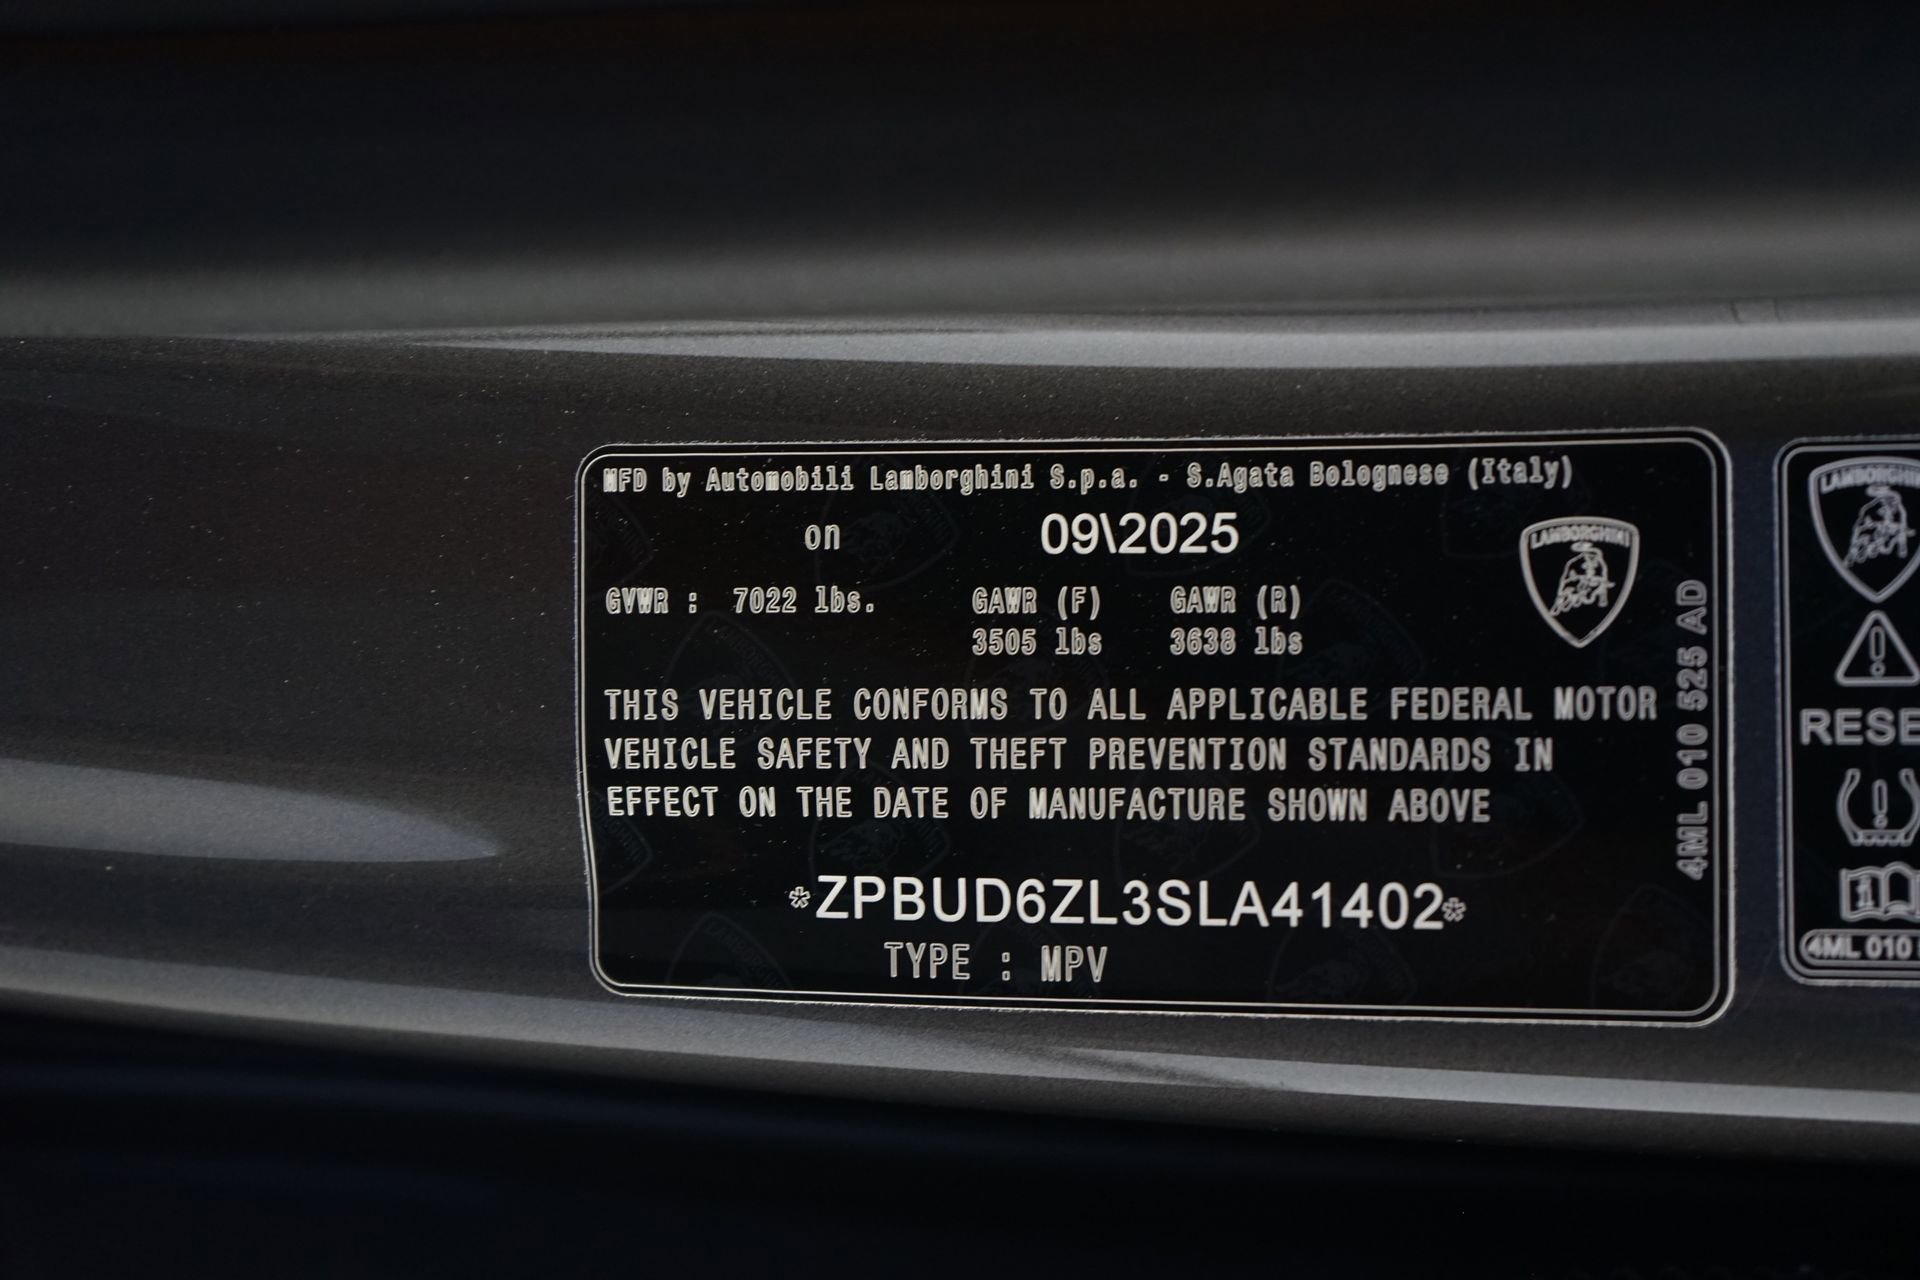 MFD by Automobili Lamborghini S.p.a. - S.Agata Bolognese (Italy)
on 09\2025
GVWR : 7022 lbs. GAWR (F) GAWR (R)
3505 lbs 3638 lbs
LAMBORGHINI
THIS VEHICLE CONFORMS TO ALL APPLICABLE FEDERAL MOTOR
VEHICLE SAFETY AND THEFT PREVENTION STANDARDS IN
EFFECT ON THE DATE OF MANUFACTURE SHOWN ABOVE
*ZPBUD6ZL3SLA41402*
TYPE : MPV
4ML 010 525 AD
LAMBORGHINI
RESE
4ML 010